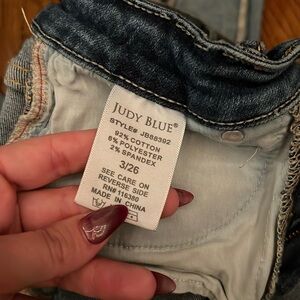 JUDY BLUE®
STYLE#: JB88392
92% COTTON
6% POLYESTER
2% SPANDEX
3/26
SEE CARE ON
REVERSE SIDE
RN# 116380
MADE IN CHINA